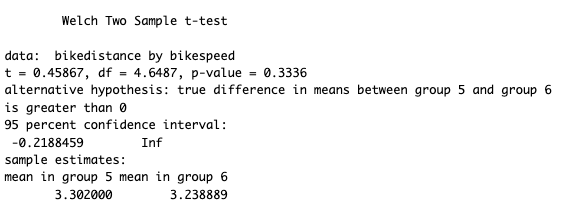 Welch Two Sample t-test
data:  bikedistance by bikespeed
t = 0.45867, df = 4.6487, p-value = 0.3336
alternative hypothesis: true difference in means between group 5 and group 6
is greater than 0
95 percent confidence interval:
 -0.2188459        Inf
sample estimates:
mean in group 5 mean in group 6
       3.302000        3.238889